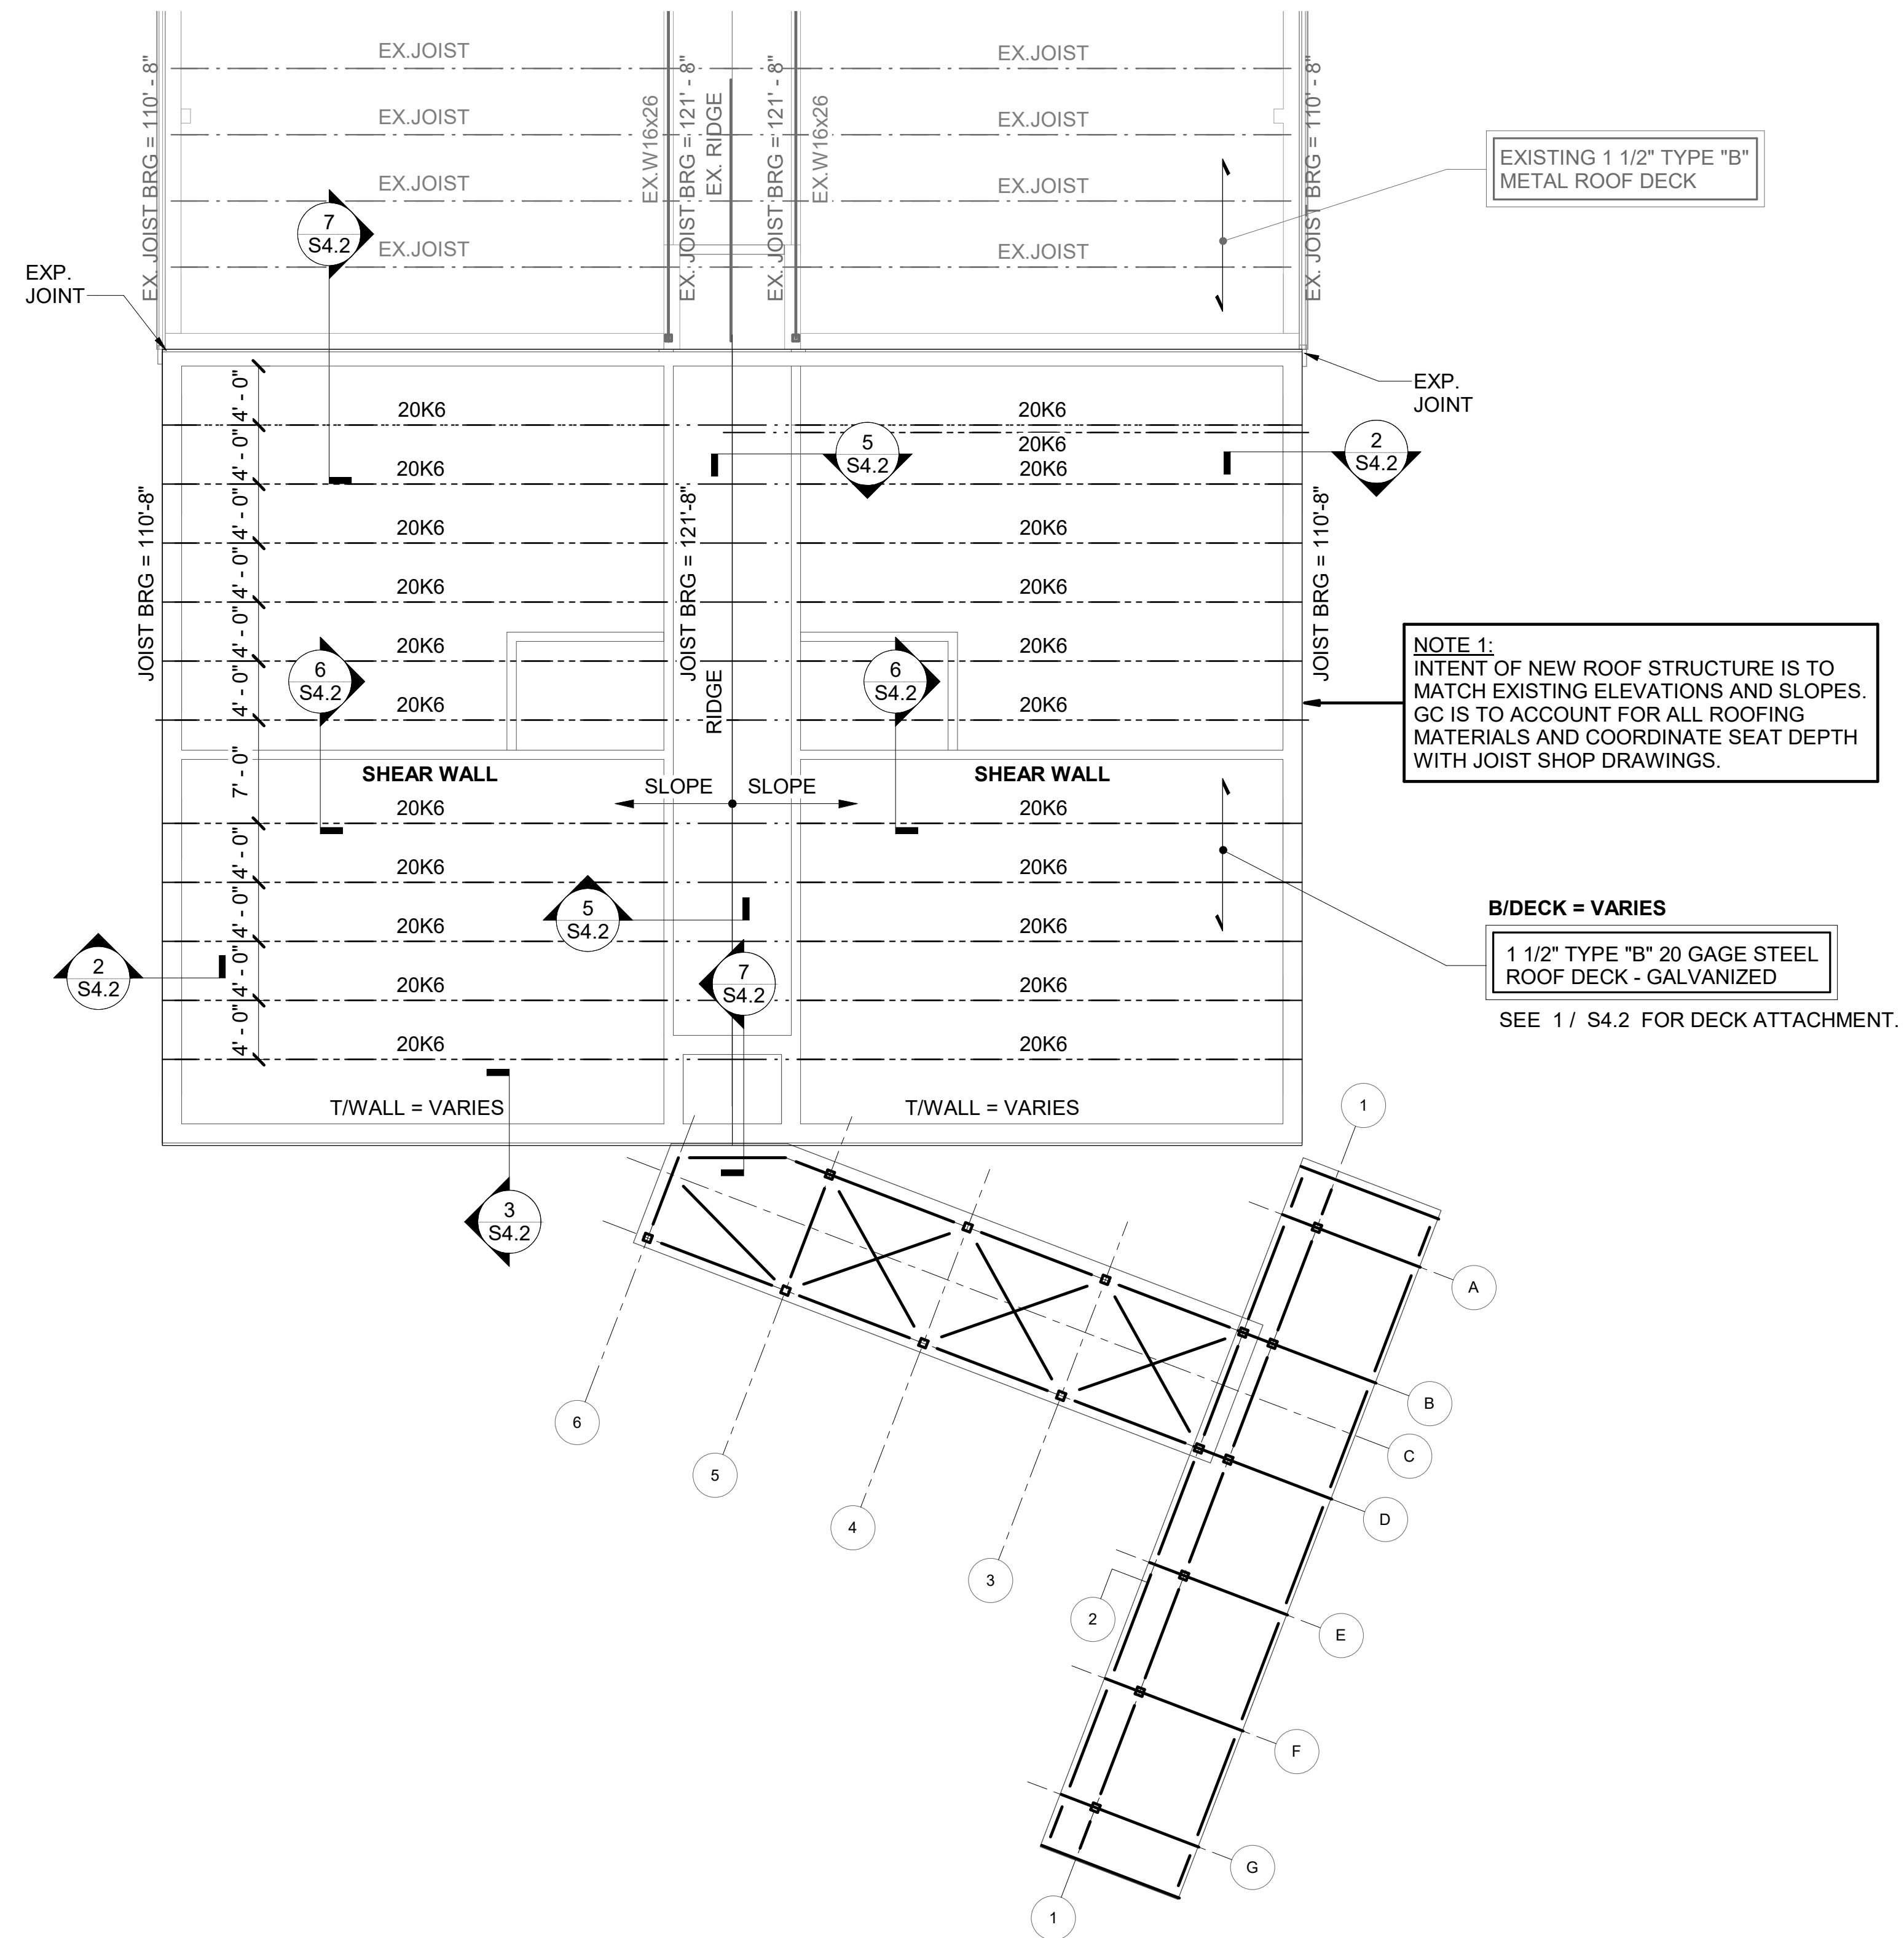 EX.JOIST
EX.JOIST
EX.JOIST
EX.JOIST
EX.JOIST
EX.JOIST
EX.JOIST
EX.JOIST
EX. JOIST BRG = 110' - 8"
EX.W16x26
EX. JOIST BRG = 121' - 8"
EX. RIDGE
EX. JOIST BRG = 121' - 8"
EX.W16x26
EX. JOIST BRG = 110' - 8"
EXISTING 1 1/2" TYPE "B"
METAL ROOF DECK
7
S4.2
EXP.
JOINT
EXP.
JOINT
4' - 0"
4' - 0"
4' - 0"
4' - 0"
4' - 0"
4' - 0"
7' - 0"
4' - 0"
4' - 0"
4' - 0"
4' - 0"
20K6
20K6
20K6
20K6
20K6
20K6
20K6
20K6
20K6
20K6
20K6
20K6
20K6
5
S4.2
2
S4.2
JOIST BRG = 110'-8"
JOIST BRG = 121'-8"
RIDGE
JOIST BRG = 110'-8"
6
S4.2
6
S4.2
NOTE 1:
INTENT OF NEW ROOF STRUCTURE IS TO
MATCH EXISTING ELEVATIONS AND SLOPES.
GC IS TO ACCOUNT FOR ALL ROOFING
MATERIALS AND COORDINATE SEAT DEPTH
WITH JOIST SHOP DRAWINGS.
SHEAR WALL
SLOPE
SLOPE
SHEAR WALL
20K6
20K6
20K6
20K6
20K6
20K6
20K6
20K6
20K6
20K6
5
S4.2
7
S4.2
2
S4.2
B/DECK = VARIES
1 1/2" TYPE "B" 20 GAGE STEEL
ROOF DECK - GALVANIZED
SEE 1 / S4.2 FOR DECK ATTACHMENT.
T/WALL = VARIES
T/WALL = VARIES
3
S4.2
1
A
B
C
D
E
F
G
6
5
4
3
2
1